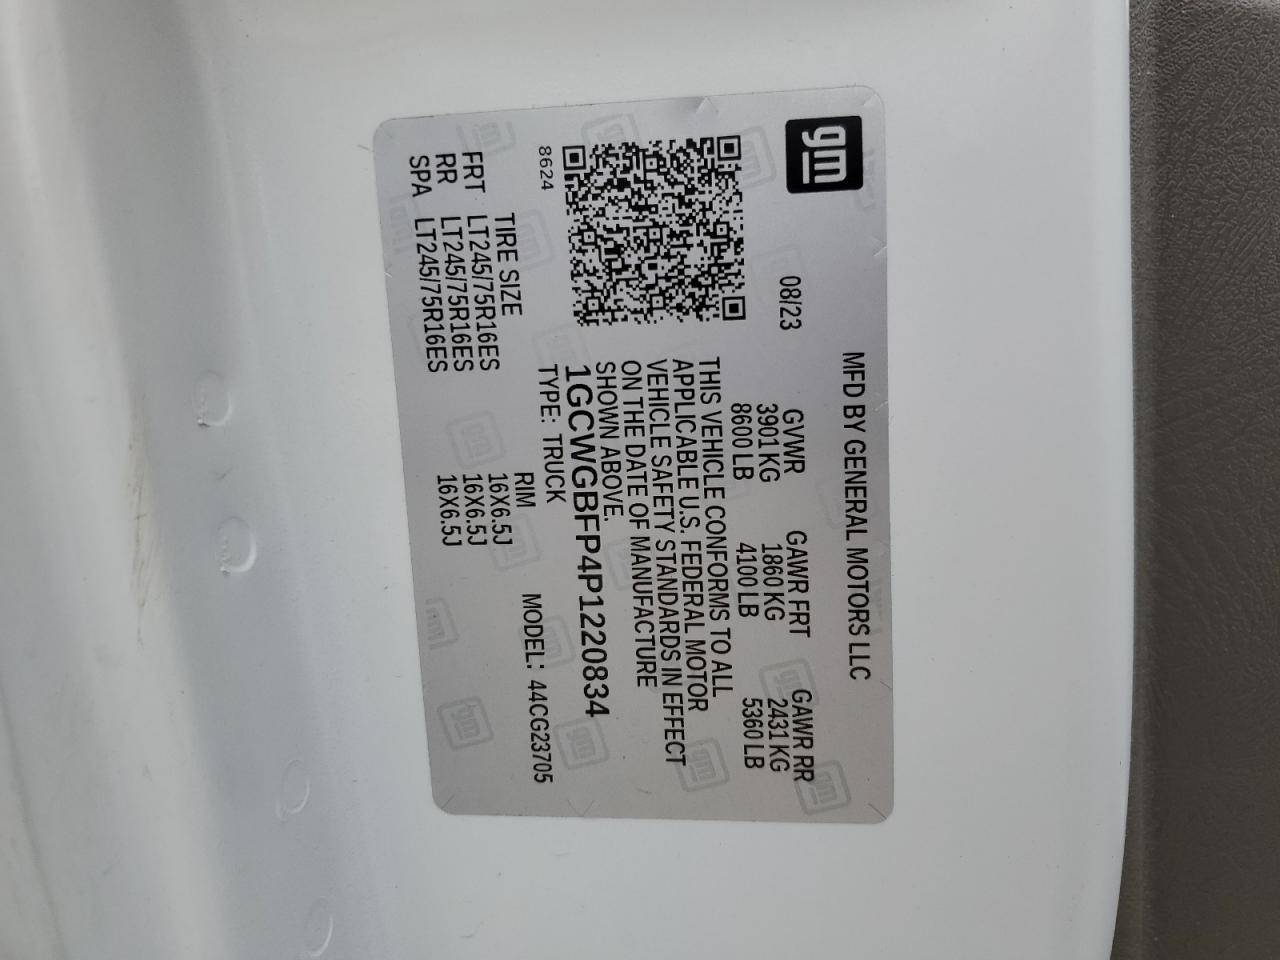 gm
MFD BY GENERAL MOTORS LLC
08/23 GVWR GAWR FRT GAWR RR
3901 KG 1860 KG 2431 KG
8600 LB 4100 LB 5360 LB
THIS VEHICLE CONFORMS TO ALL
APPLICABLE U.S. FEDERAL MOTOR
VEHICLE SAFETY STANDARDS IN EFFECT
ON THE DATE OF MANUFACTURE
SHOWN ABOVE.
1GCWGBFP4P1220834
8624 TYPE: TRUCK MODEL: 44CG23705
TIRE SIZE RIM
FRT LT245/75R16ES 16X6.5J
RR LT245/75R16ES 16X6.5J
SPA LT245/75R16ES 16X6.5J